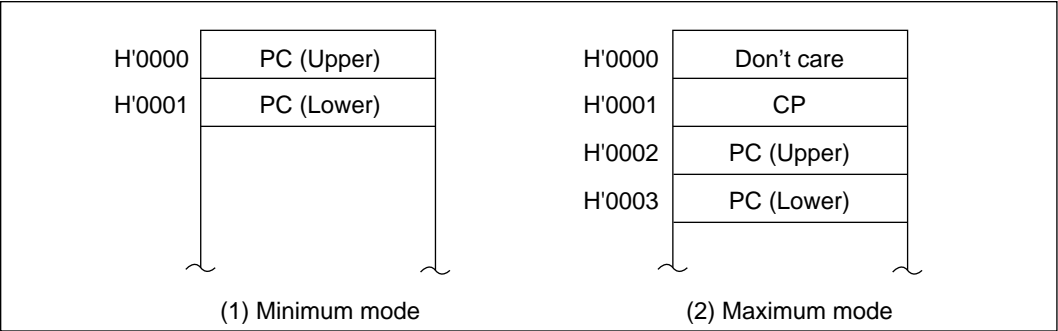 H'0000 PC (Upper)
H'0001 PC (Lower)
(1) Minimum mode
H'0000 Don't care
H'0001 CP
H'0002 PC (Upper)
H'0003 PC (Lower)
(2) Maximum mode